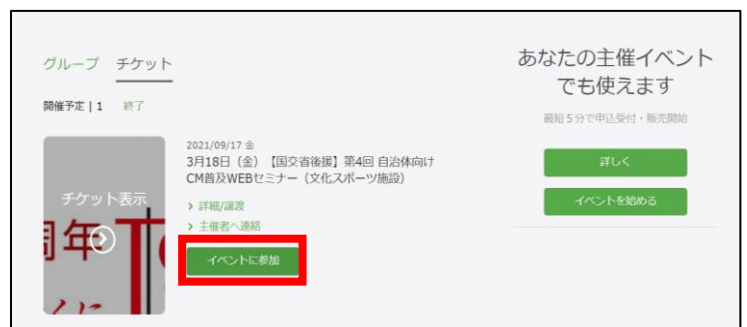 グループ チケット
開催予定 | 1 終了
チケット表示
周年
くに
2021/09/17 金
3月18日（金）【国交省後援】第4回 自治体向け
CM普及WEBセミナー（文化スポーツ施設）
> 詳細/譲渡
> 主催者へ連絡
イベントに参加
あなたの主催イベント
でも使えます
最短５分で申込受付・販売開始
詳しく
イベントを始める